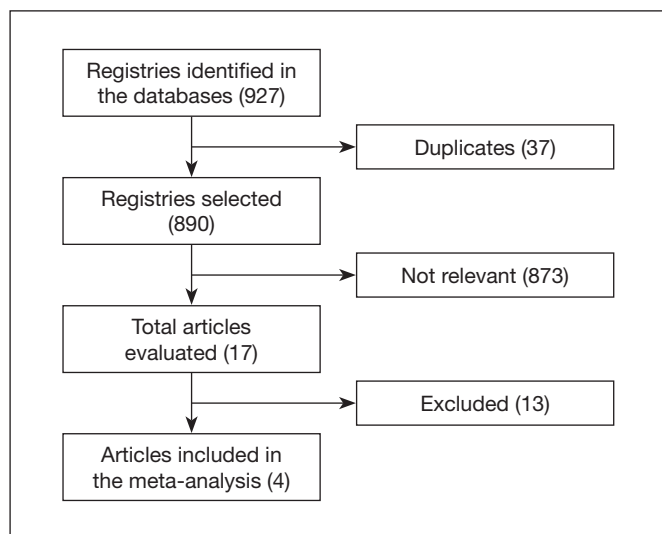 Registries identified in
the databases (927)
Duplicates (37)
Registries selected
(890)
Not relevant (873)
Total articles
evaluated (17)
Excluded (13)
Articles included in
the meta-analysis (4)